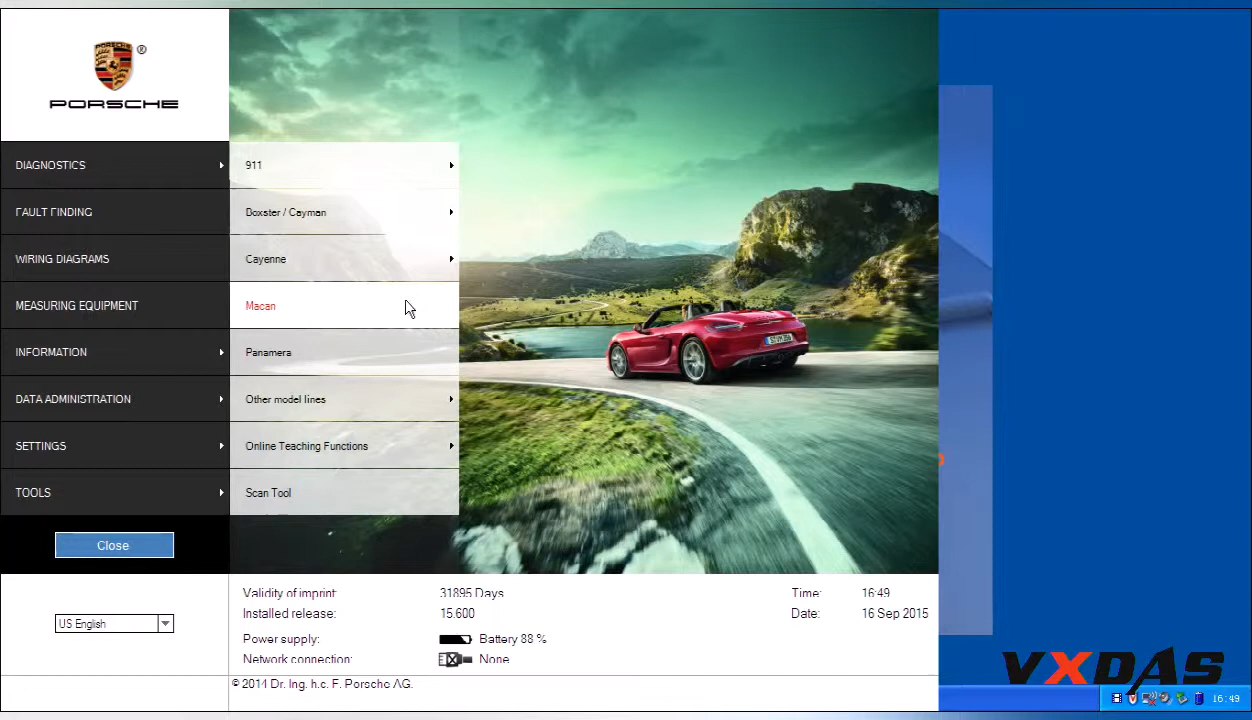 ®
PORSCHE
DIAGNOSTICS
FAULT FINDING
WIRING DIAGRAMS
MEASURING EQUIPMENT
INFORMATION
DATA ADMINISTRATION
SETTINGS
TOOLS
Close
US English
911
Boxster / Cayman
Cayenne
Macan
Panamera
Other model lines
Online Teaching Functions
Scan Tool
Validity of imprint: 31895 Days
Installed release: 15.600
Power supply: Battery 88 %
Network connection: None
Time: 16:49
Date: 16 Sep 2015
© 2014 Dr. Ing. h.c. F. Porsche AG.
VXDAS
16:49